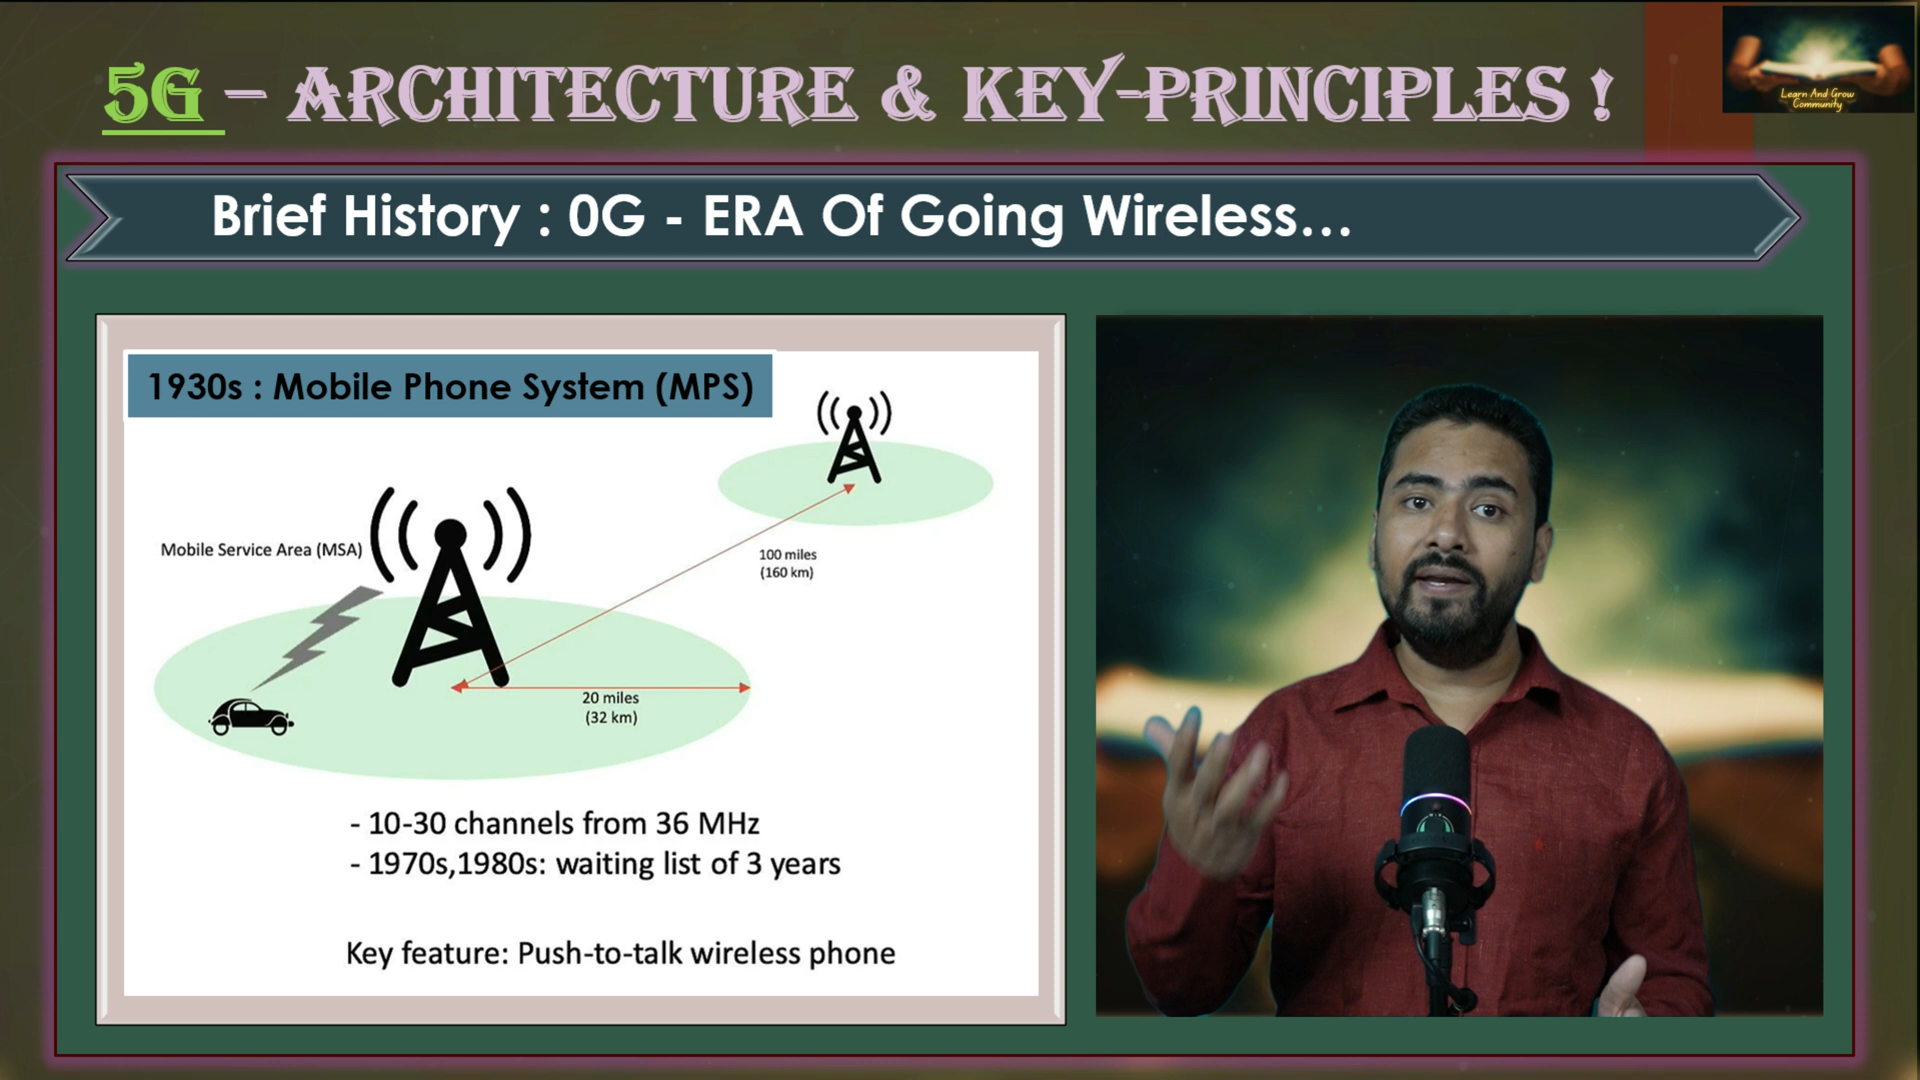 5G – ARCHITECTURE & KEY-PRINCIPLES !
Learn And Grow
Community
Brief History : 0G - ERA Of Going Wireless...
1930s : Mobile Phone System (MPS)
Mobile Service Area (MSA)
100 miles
(160 km)
20 miles
(32 km)
- 10-30 channels from 36 MHz
- 1970s,1980s: waiting list of 3 years
Key feature: Push-to-talk wireless phone